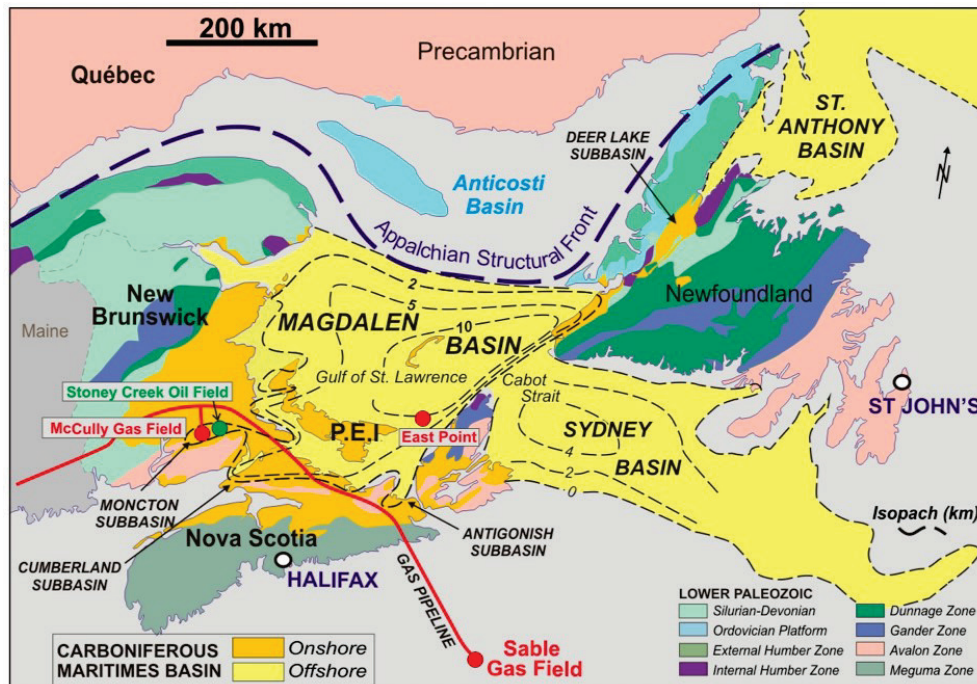 200 km
Precambrian
Québec
ST.
ANTHONY
BASIN
DEER LAKE
SUBBASIN
N
Anticosti
Basin
Appalchian Structural Front
New
Brunswick
Maine
Newfoundland
2
5
10
MAGDALEN
BASIN
Gulf of St. Lawrence
Cabot
Strait
Stoney Creek Oil Field
McCully Gas Field
P.E.I
East Point
ST JOHN'S
SYDNEY
BASIN
4
2
0
MONCTON
SUBBASIN
Isopach (km)
ANTIGONISH
SUBBASIN
Nova Scotia
CUMBERLAND
SUBBASIN
HALIFAX
GAS PIPELINE
Sable
Gas Field
CARBONIFEROUS
MARITIMES BASIN
Onshore
Offshore
LOWER PALEOZOIC
Silurian-Devonian
Ordovician Platform
External Humber Zone
Internal Humber Zone
Dunnage Zone
Gander Zone
Avalon Zone
Meguma Zone